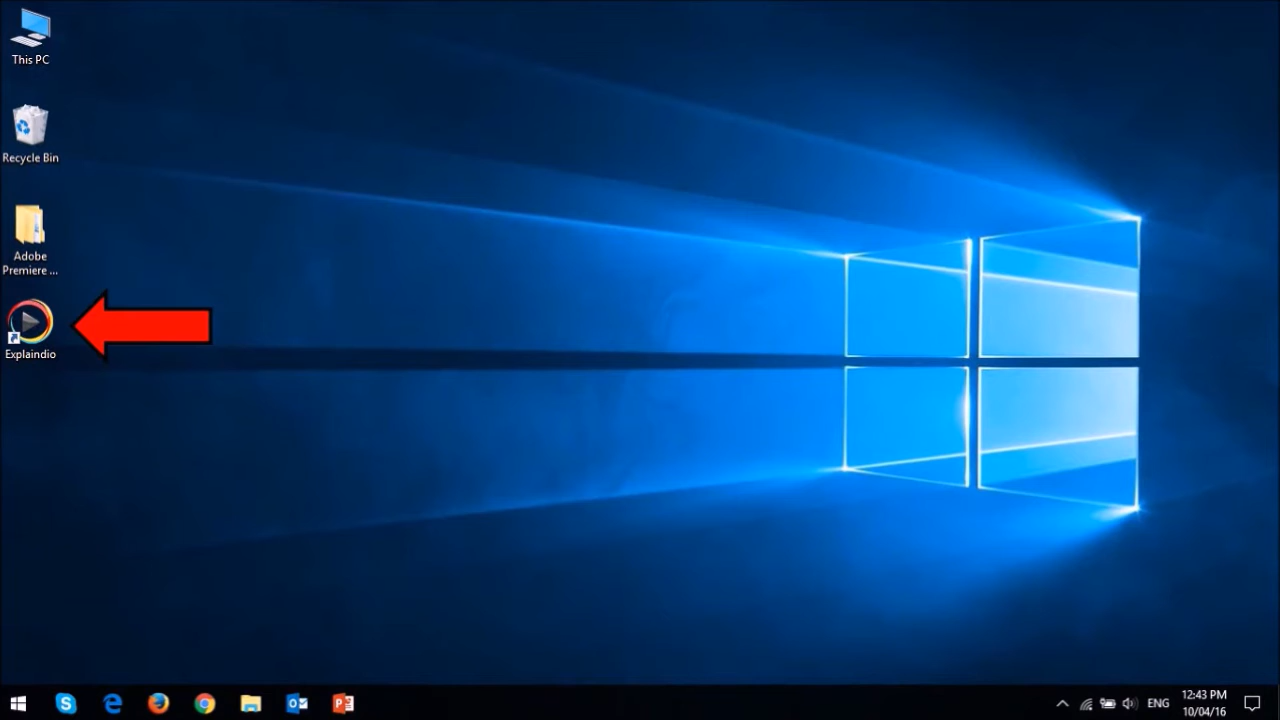 This PC
Recycle Bin
Adobe
Premiere ...
Explaindio
ENG
12:43 PM
10/04/16